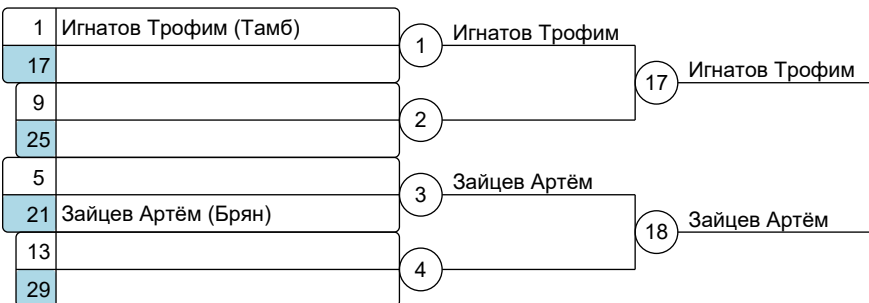 1 Игнатов Трофим (Тамб)
17
9
25
5
21 Зайцев Артём (Брян)
13
29
1 Игнатов Трофим
2
3 Зайцев Артём
4
17 Игнатов Трофим
18 Зайцев Артём